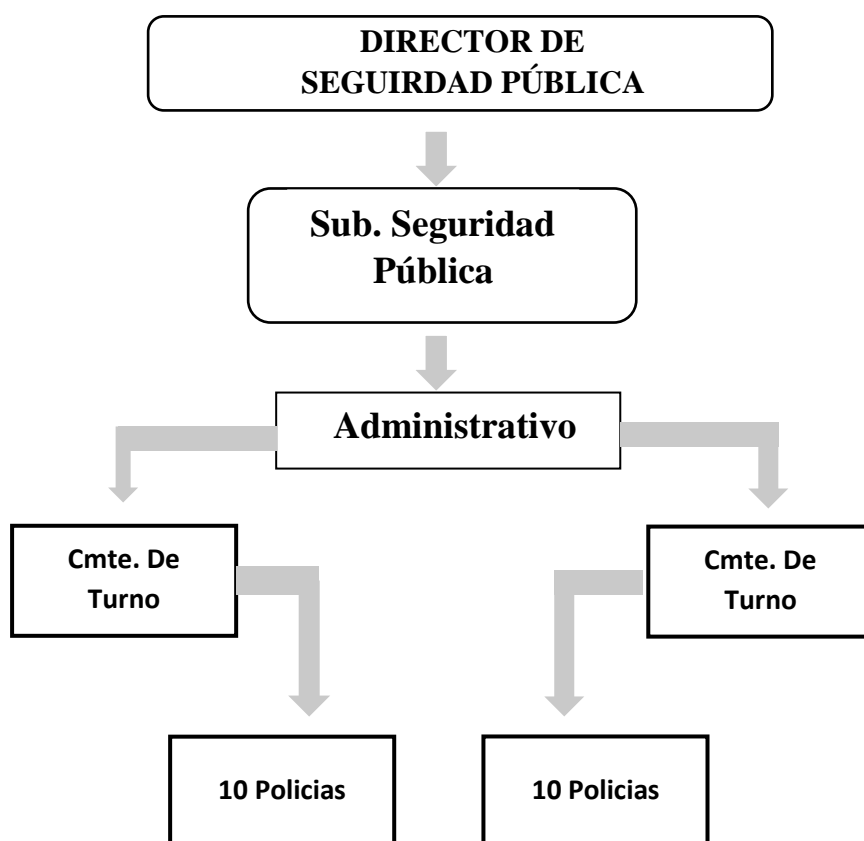 DIRECTOR DE
SEGUIRDAD PÚBLICA
Sub. Seguridad
Pública
Administrativo
Cmte. De
Turno
Cmte. De
Turno
10 Policias
10 Policias